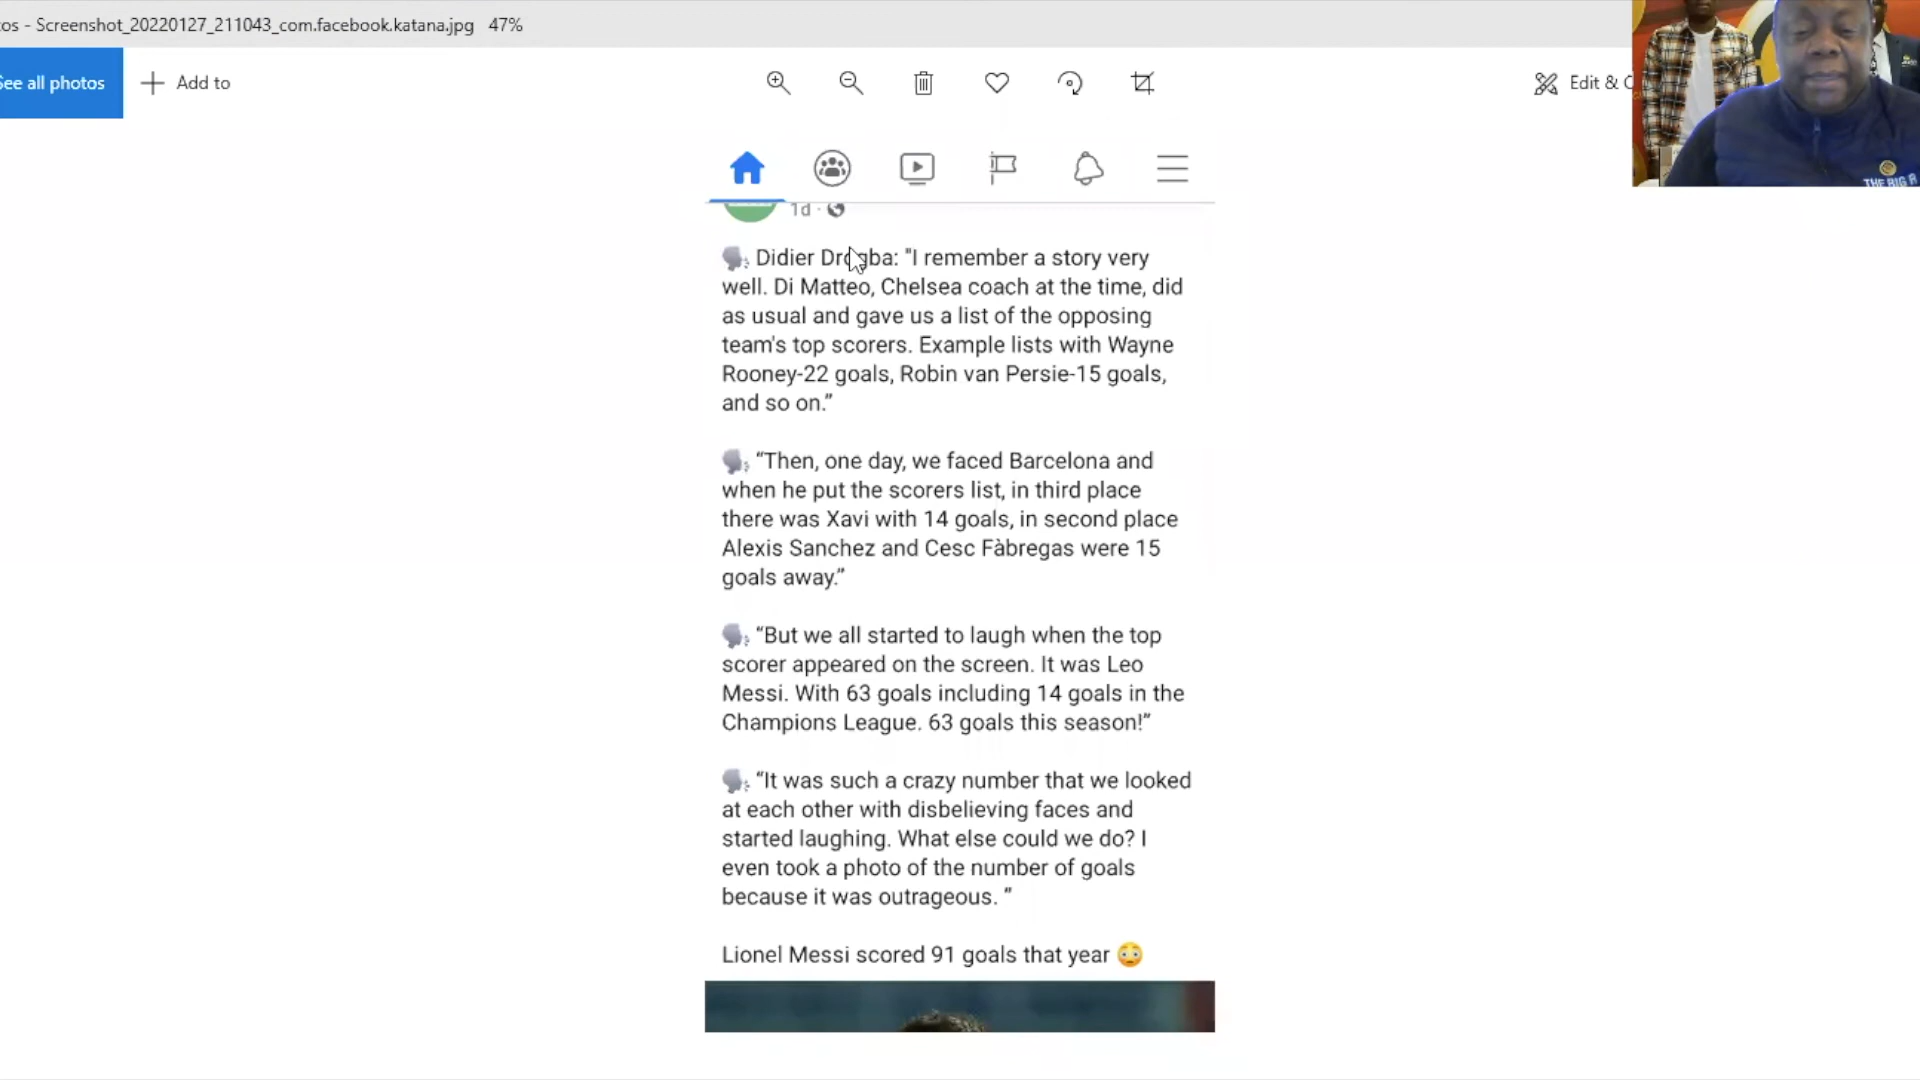 os - Screenshot_20220127_211043_com.facebook.katana.jpg 47%
See all photos
Add to
Edit & C
THE BIG
1d ·
Didier Drogba: "I remember a story very
well. Di Matteo, Chelsea coach at the time, did
as usual and gave us a list of the opposing
team's top scorers. Example lists with Wayne
Rooney-22 goals, Robin van Persie-15 goals,
and so on.”
“Then, one day, we faced Barcelona and
when he put the scorers list, in third place
there was Xavi with 14 goals, in second place
Alexis Sanchez and Cesc Fàbregas were 15
goals away.”
“But we all started to laugh when the top
scorer appeared on the screen. It was Leo
Messi. With 63 goals including 14 goals in the
Champions League. 63 goals this season!”
“It was such a crazy number that we looked
at each other with disbelieving faces and
started laughing. What else could we do? I
even took a photo of the number of goals
because it was outrageous. ”
Lionel Messi scored 91 goals that year 😳